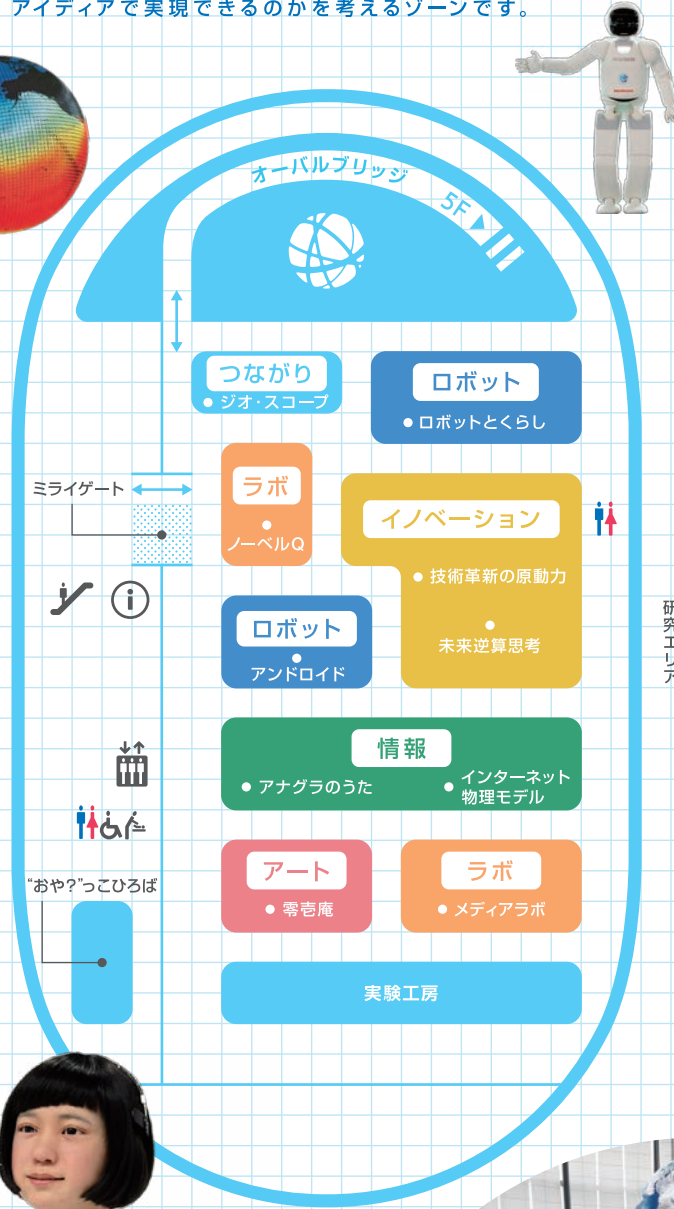 アイディアで実現できるのかを考えるゾーンです。
オーバルブリッジ
5F
つながり
ジオ・スコープ
ロボット
ロボットとくらし
ミライゲート
ラボ
ノーベルQ
イノベーション
技術革新の原動力
未来逆算思考
ロボット
アンドロイド
研究エリア
情報
アナグラのうた
インターネット
物理モデル
"おや?"っこひろば
アート
零壱庵
ラボ
メディアラボ
実験工房